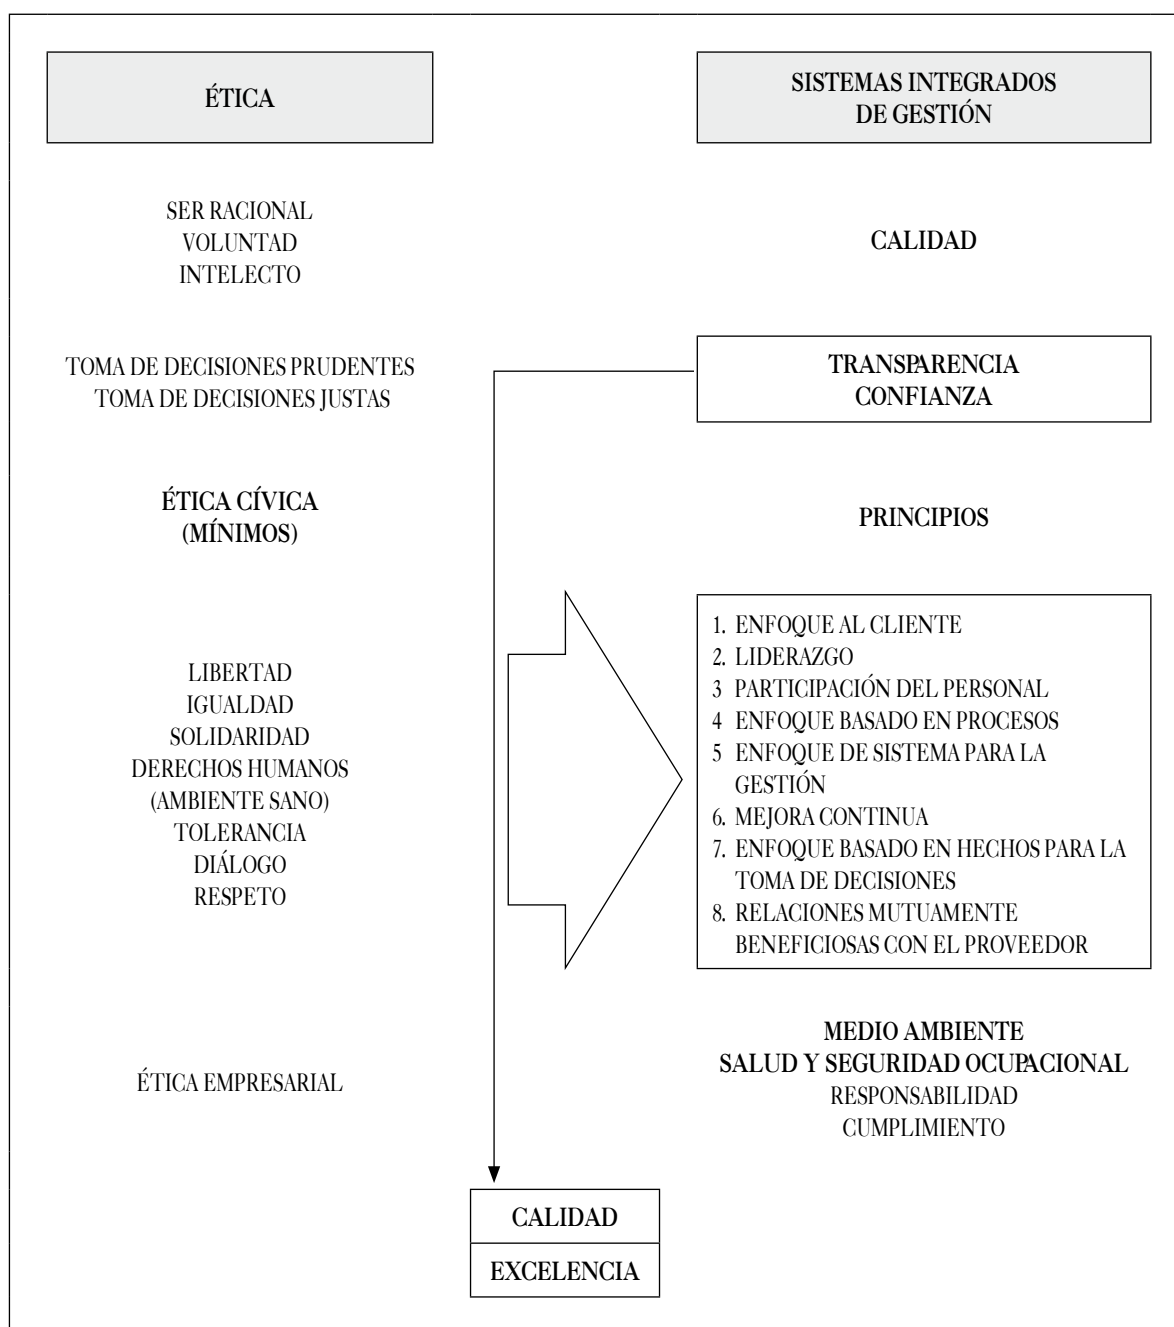 ÉTICA
SISTEMAS INTEGRADOS
DE GESTIÓN
SER RACIONAL
VOLUNTAD
INTELECTO
CALIDAD
TOMA DE DECISIONES PRUDENTES
TOMA DE DECISIONES JUSTAS
TRANSPARENCIA
CONFIANZA
ÉTICA CÍVICA
(MÍNIMOS)
PRINCIPIOS
LIBERTAD
IGUALDAD
SOLIDARIDAD
DERECHOS HUMANOS
(AMBIENTE SANO)
TOLERANCIA
DIÁLOGO
RESPETO
1. ENFOQUE AL CLIENTE
2. LIDERAZGO
3 PARTICIPACIÓN DEL PERSONAL
4 ENFOQUE BASADO EN PROCESOS
5 ENFOQUE DE SISTEMA PARA LA
GESTIÓN
6. MEJORA CONTINUA
7. ENFOQUE BASADO EN HECHOS PARA LA
TOMA DE DECISIONES
8. RELACIONES MUTUAMENTE
BENEFICIOSAS CON EL PROVEEDOR
ÉTICA EMPRESARIAL
MEDIO AMBIENTE
SALUD Y SEGURIDAD OCUPACIONAL
RESPONSABILIDAD
CUMPLIMIENTO
CALIDAD
EXCELENCIA